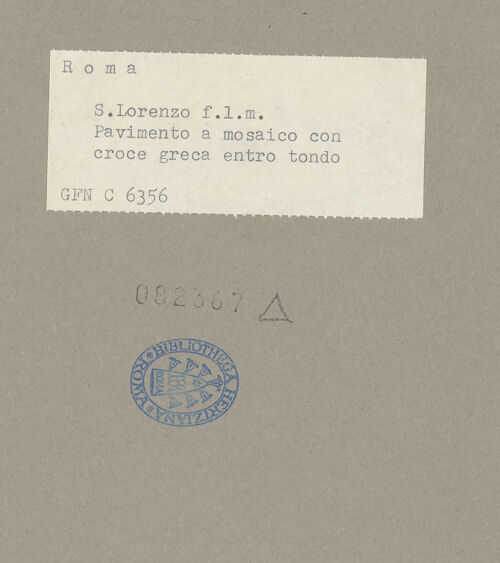 R o m a
S.Lorenzo f.l.m.
Pavimento a mosaico con
croce greca entro tondo
GFN C 6356
082367
BIBLIOTHECA HERTZIANA ROMA
ROMA